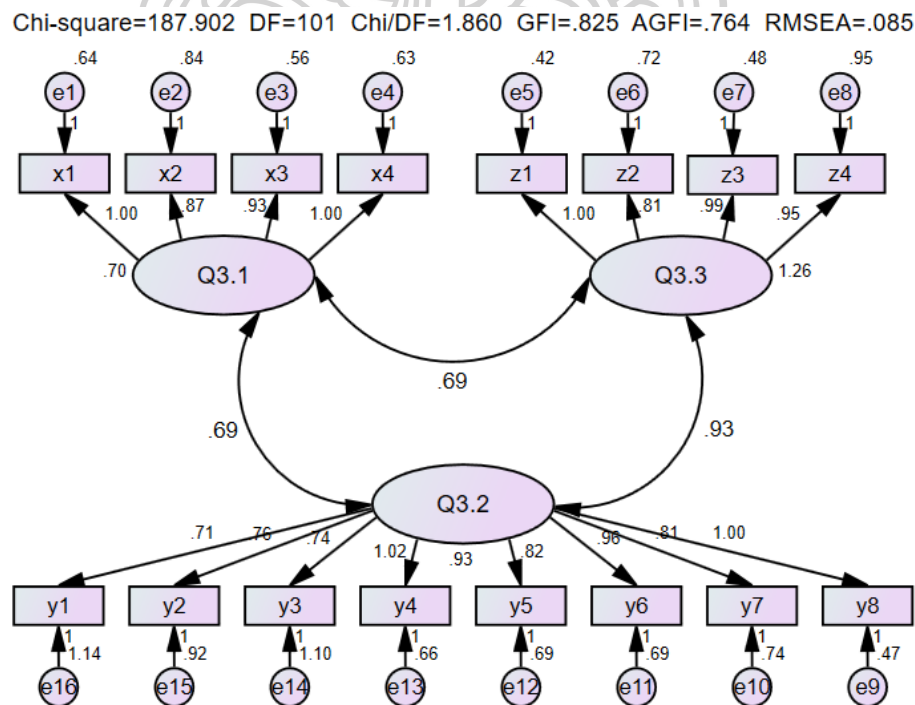 Chi-square=187.902 DF=101 Chi/DF=1.860 GFI=.825 AGFI=.764 RMSEA=.085
.64 .84 .56 .63 .42 .72 .48 .95
e1 e2 e3 e4 e5 e6 e7 e8
1 1 1 1 1 1 1 1
x1 x2 x3 x4 z1 z2 z3 z4
1.00 .87 .93 1.00 1.00 .81 .99 .95
.70 Q3.1 Q3.3 1.26
.69
.69 .93
Q3.2
.71 .76 .74 1.02 .93 .82 .96 .81 1.00
y1 y2 y3 y4 y5 y6 y7 y8
1 1 1 1 1 1 1 1
1.14 .92 1.10 .66 .69 .69 .74 .47
e16 e15 e14 e13 e12 e11 e10 e9